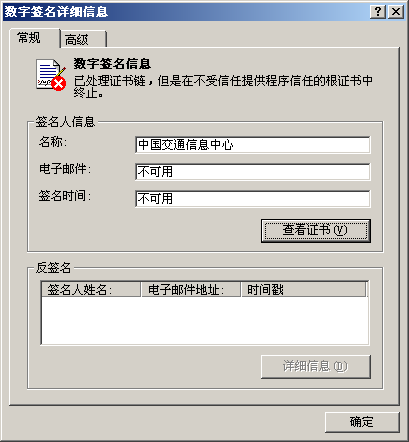 数字签名详细信息
常规
高级
数字签名信息
已处理证书链，但是在不受信任提供程序信任的根证书中
终止。
签名人信息
名称:
中国交通信息中心
电子邮件:
不可用
签名时间:
不可用
查看证书(V)
反签名
签名人姓名:
电子邮件地址:
时间戳
详细信息(D)
确定